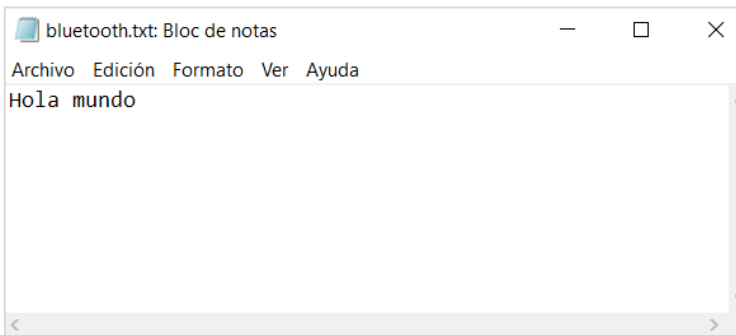 bluetooth.txt: Bloc de notas
Archivo Edición Formato Ver Ayuda
Hola mundo